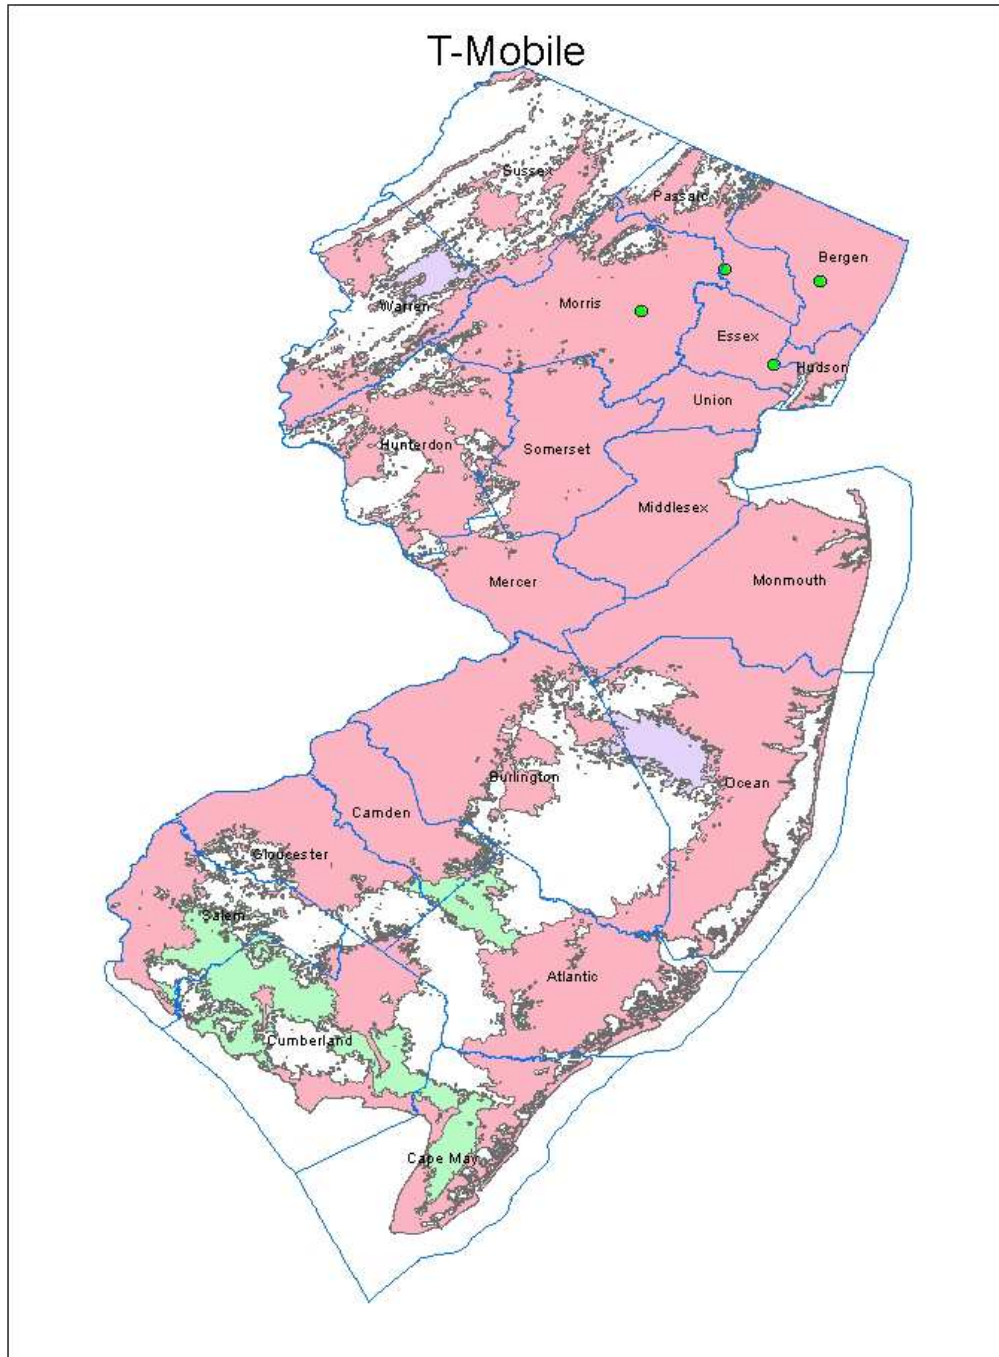 T-Mobile
Sussex
Passaic
Bergen
Warren
Morris
Essex
Hudson
Union
Hunterdon
Somerset
Middlesex
Mercer
Monmouth
Burlington
Ocean
Camden
Gloucester
Salem
Atlantic
Cumberland
Cape May